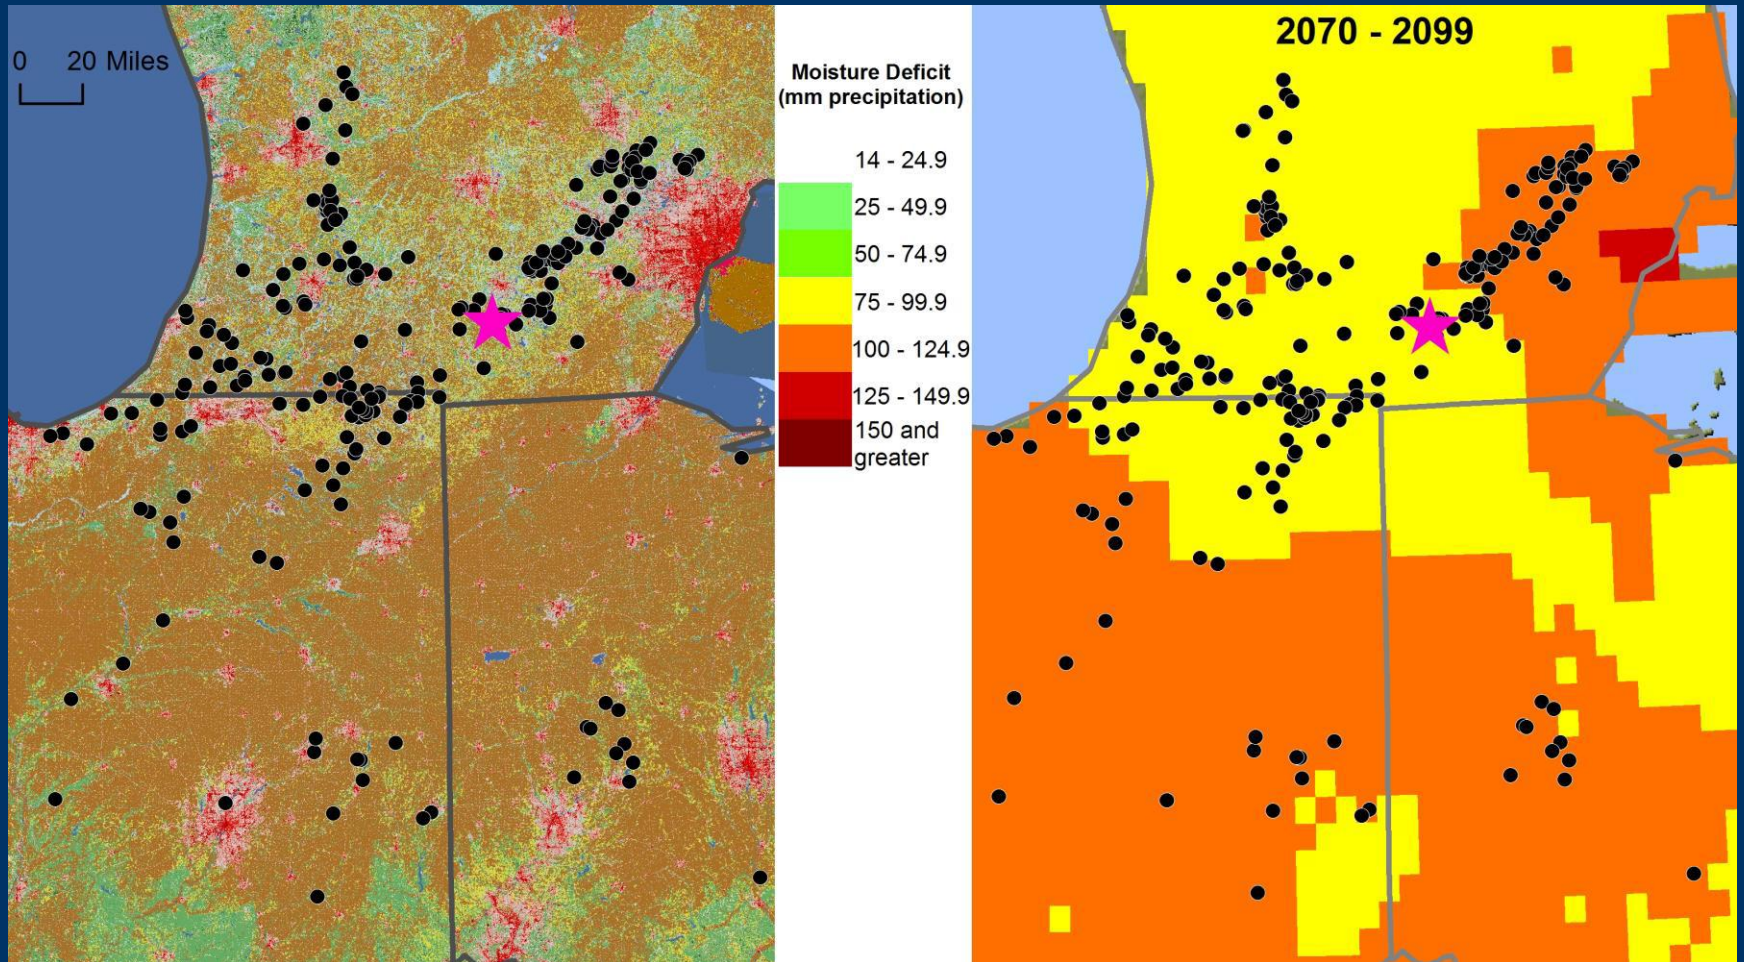 0 20 Miles
Moisture Deficit
(mm precipitation)
14 - 24.9
25 - 49.9
50 - 74.9
75 - 99.9
100 - 124.9
125 - 149.9
150 and
greater
2070 - 2099